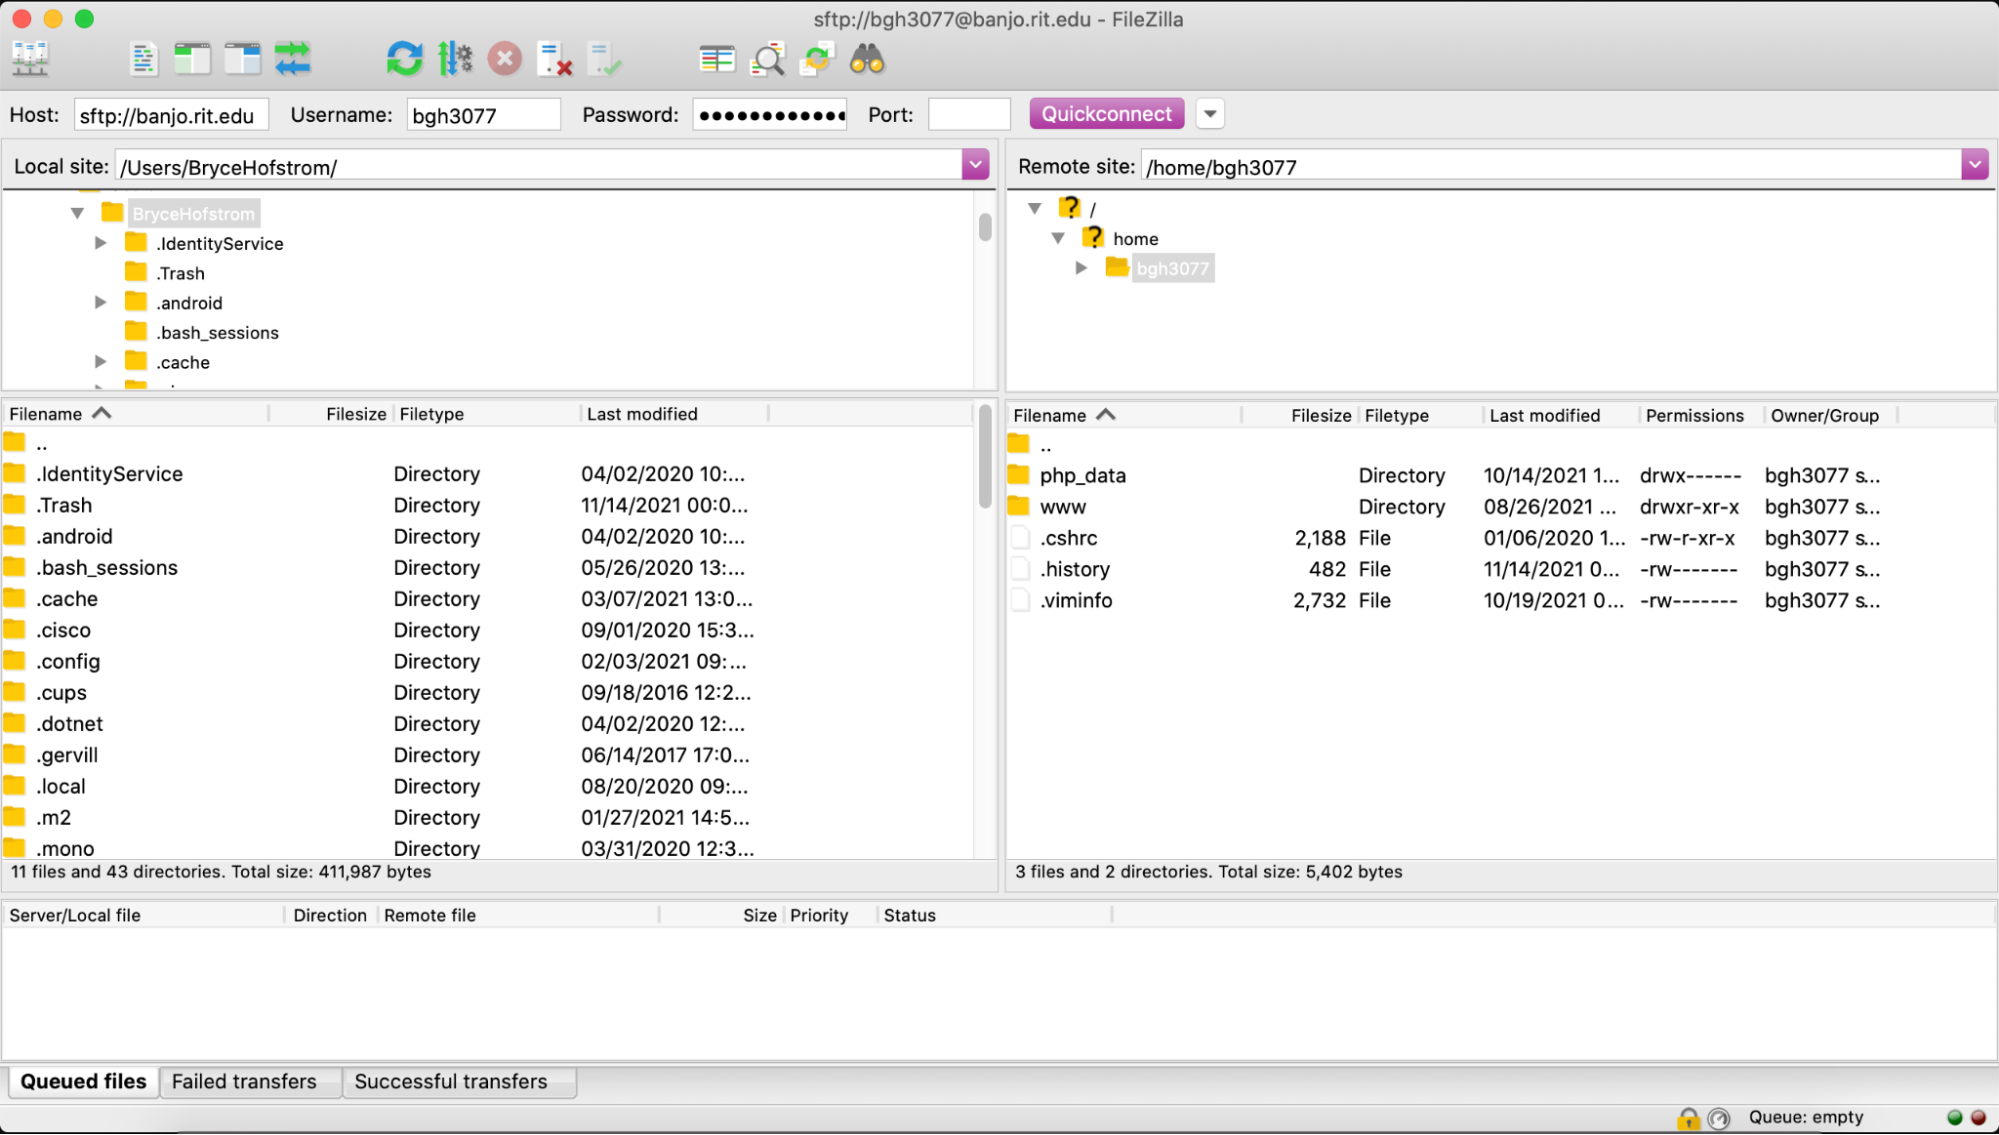 sftp://bgh3077@banjo.rit.edu - FileZilla
Host: sftp://banjo.rit.edu Username: bgh3077 Password: ●●●●●●●●●●●● Port: Quickconnect
Local site: /Users/BryceHofstrom/
BryceHofstrom
.IdentityService
.Trash
.android
.bash_sessions
.cache
Remote site: /home/bgh3077
? /
? home
bgh3077
Filename Filesize Filetype Last modified
..
.IdentityService Directory 04/02/2020 10:...
.Trash Directory 11/14/2021 00:0...
.android Directory 04/02/2020 10:...
.bash_sessions Directory 05/26/2020 13:...
.cache Directory 03/07/2021 13:0...
.cisco Directory 09/01/2020 15:3...
.config Directory 02/03/2021 09:...
.cups Directory 09/18/2016 12:2...
.dotnet Directory 04/02/2020 12:...
.gervill Directory 06/14/2017 17:0...
.local Directory 08/20/2020 09:...
.m2 Directory 01/27/2021 14:5...
.mono Directory 03/31/2020 12:3...
11 files and 43 directories. Total size: 411,987 bytes
Filename Filesize Filetype Last modified Permissions Owner/Group
..
php_data Directory 10/14/2021 1... drwx------ bgh3077 s...
www Directory 08/26/2021 ... drwxr-xr-x bgh3077 s...
.cshrc 2,188 File 01/06/2020 1... -rw-r-xr-x bgh3077 s...
.history 482 File 11/14/2021 0... -rw------- bgh3077 s...
.viminfo 2,732 File 10/19/2021 0... -rw------- bgh3077 s...
3 files and 2 directories. Total size: 5,402 bytes
Server/Local file Direction Remote file Size Priority Status
Queued files Failed transfers Successful transfers
Queue: empty